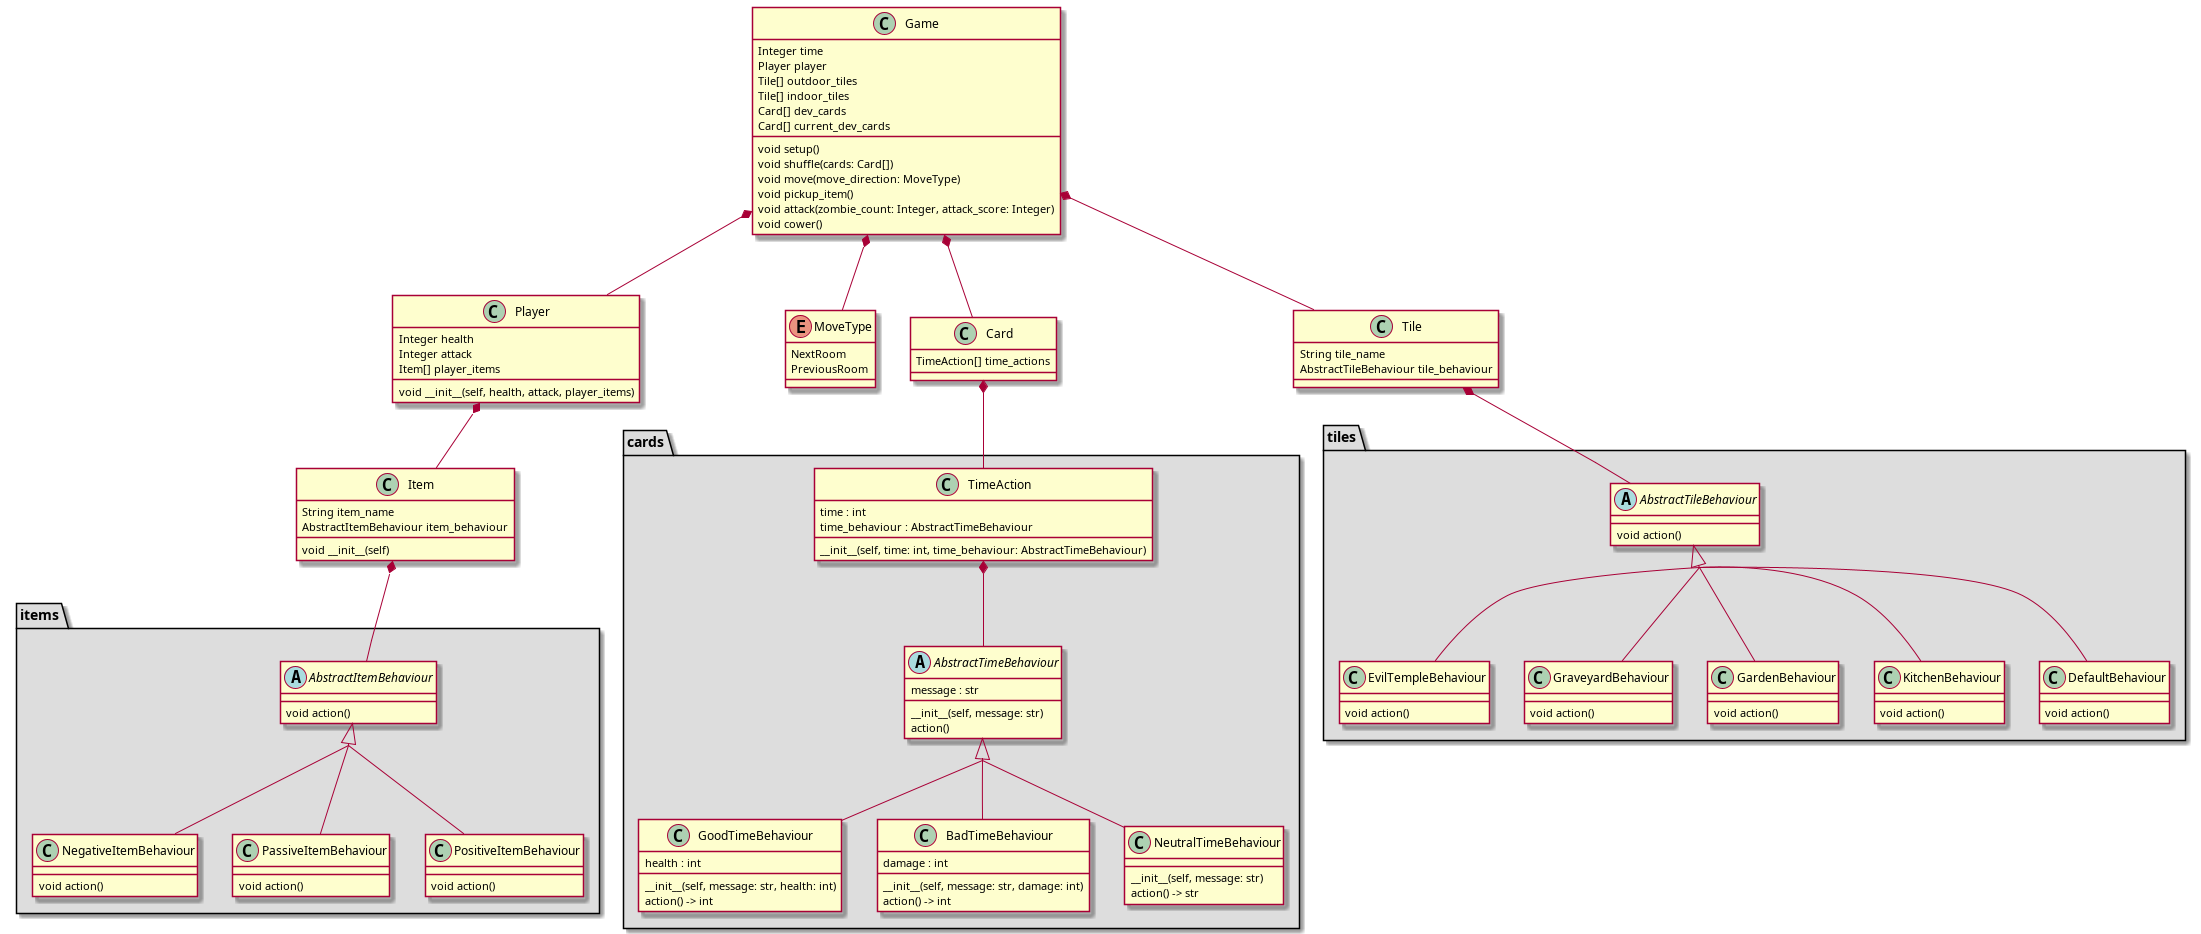 C Game
Integer time
Player player
Tile[] outdoor_tiles
Tile[] indoor_tiles
Card[] dev_cards
Card[] current_dev_cards
void setup()
void shuffle(cards: Card[])
void move(move_direction: MoveType)
void pickup_item()
void attack(zombie_count: Integer, attack_score: Integer)
void cower()
C Player
Integer health
Integer attack
Item[] player_items
void __init__(self, health, attack, player_items)
E MoveType
NextRoom
PreviousRoom
C Card
TimeAction[] time_actions
C Tile
String tile_name
AbstractTileBehaviour tile_behaviour
C Item
String item_name
AbstractItemBehaviour item_behaviour
void __init__(self)
items
A AbstractItemBehaviour
void action()
C NegativeItemBehaviour
void action()
C PassiveItemBehaviour
void action()
C PositiveItemBehaviour
void action()
cards
C TimeAction
time : int
time_behaviour : AbstractTimeBehaviour
__init__(self, time: int, time_behaviour: AbstractTimeBehaviour)
A AbstractTimeBehaviour
message : str
__init__(self, message: str)
action()
C GoodTimeBehaviour
health : int
__init__(self, message: str, health: int)
action() -> int
C BadTimeBehaviour
damage : int
__init__(self, message: str, damage: int)
action() -> int
C NeutralTimeBehaviour
__init__(self, message: str)
action() -> str
tiles
A AbstractTileBehaviour
void action()
C EvilTempleBehaviour
void action()
C GraveyardBehaviour
void action()
C GardenBehaviour
void action()
C KitchenBehaviour
void action()
C DefaultBehaviour
void action()